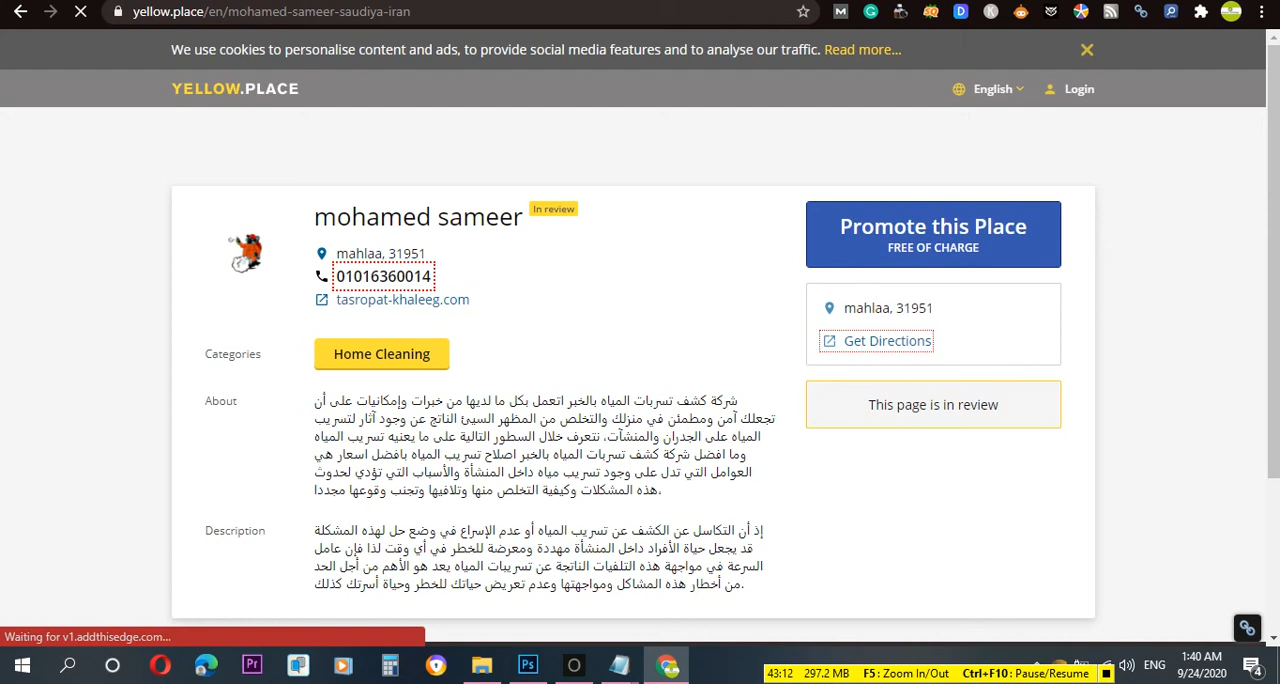 yellow.place/en/mohamed-sameer-saudiya-iran
We use cookies to personalise content and ads, to provide social media features and to analyse our traffic. Read more...
YELLOW.PLACE
English
Login
mohamed sameer
In review
mahlaa, 31951
01016360014
tasropat-khaleeg.com
Promote this Place
FREE OF CHARGE
mahlaa, 31951
Get Directions
This page is in review
Categories
Home Cleaning
About
شركة كشف تسربات المياه بالخبر اتعمل بكل ما لديها من خبرات وإمكانيات على أن
تجعلك آمن ومطمئن في منزلك والتخلص من المظهر السيئ الناتج عن وجود آثار لتسريب
المياه على الجدران والمنشآت، نتعرف خلال السطور التالية على ما يعنيه تسريب المياه
وما افضل شركة كشف تسربات المياه بالخبر اصلاح تسريب المياه بافضل اسعار هي
العوامل التي تدل على وجود تسريب مياه داخل المنشأة والأسباب التي تؤدي لحدوث
هذه المشكلات وكيفية التخلص منها وتلافيها وتجنب وقوعها مجددا.
Description
إذ أن التكاسل عن الكشف عن تسريب المياه أو عدم الإسراع في وضع حل لهذه المشكلة
قد يجعل حياة الأفراد داخل المنشأة مهددة ومعرضة للخطر في أي وقت لذا فإن عامل
السرعة في مواجهة هذه التلفيات الناتجة عن تسريبات المياه يعد هو الأهم من أجل الحد
من أخطار هذه المشاكل ومواجهتها وعدم تعريض حياتك للخطر وحياة أسرتك كذلك.
Waiting for v1.addthisedge.com...
ENG
1:40 AM
9/24/2020
4
43:12 297.2 MB F5: Zoom In/Out Ctrl+F10: Pause/Resume